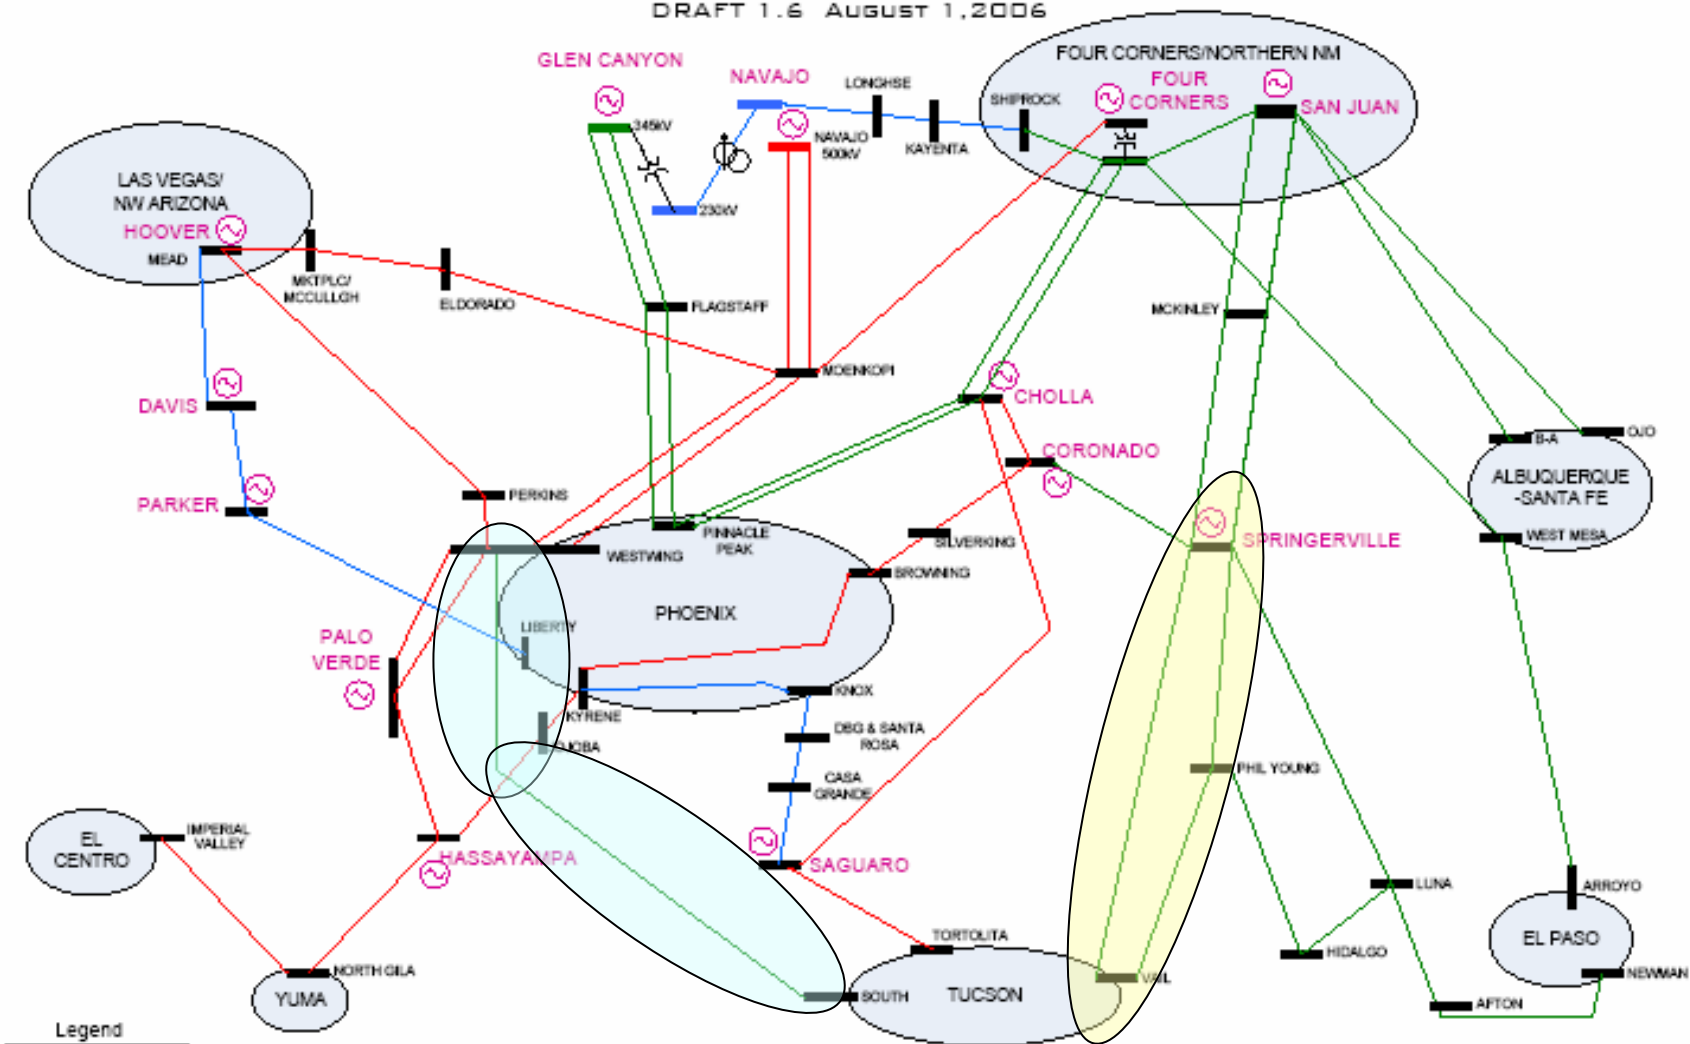 DRAFT 1.6 AUGUST 1,2006
GLEN CANYON
NAVAJO
LONGHSE
FOUR CORNERS/NORTHERN NM
FOUR
CORNERS
SAN JUAN
SHIPROCK
345kV
NAVAJO
500kV
KAYENTA
LAS VEGAS/
NW ARIZONA
HOOVER
MEAD
230kV
MKTPLC/
MCCULLGH
ELDORADO
FLAGSTAFF
MCKINLEY
MOENKOPI
DAVIS
CHOLLA
B-A
OJO
CORONADO
ALBUQUERQUE
-SANTA FE
PARKER
PERKINS
PINNACLE
PEAK
WESTWING
SILVERKING
SPRINGERVILLE
WEST MESA
BROWNING
PHOENIX
LIBERTY
PALO
VERDE
KNOX
KYRENE
JOJOBA
DBG & SANTA
ROSA
PHIL YOUNG
CASA
GRANDE
IMPERIAL
VALLEY
EL
CENTRO
HASSAYAMPA
SAGUARO
LUNA
ARROYO
TORTOLITA
EL PASO
HIDALGO
NORTH GILA
YUMA
SOUTH
TUCSON
VAIL
NEWMAN
AFTON
Legend